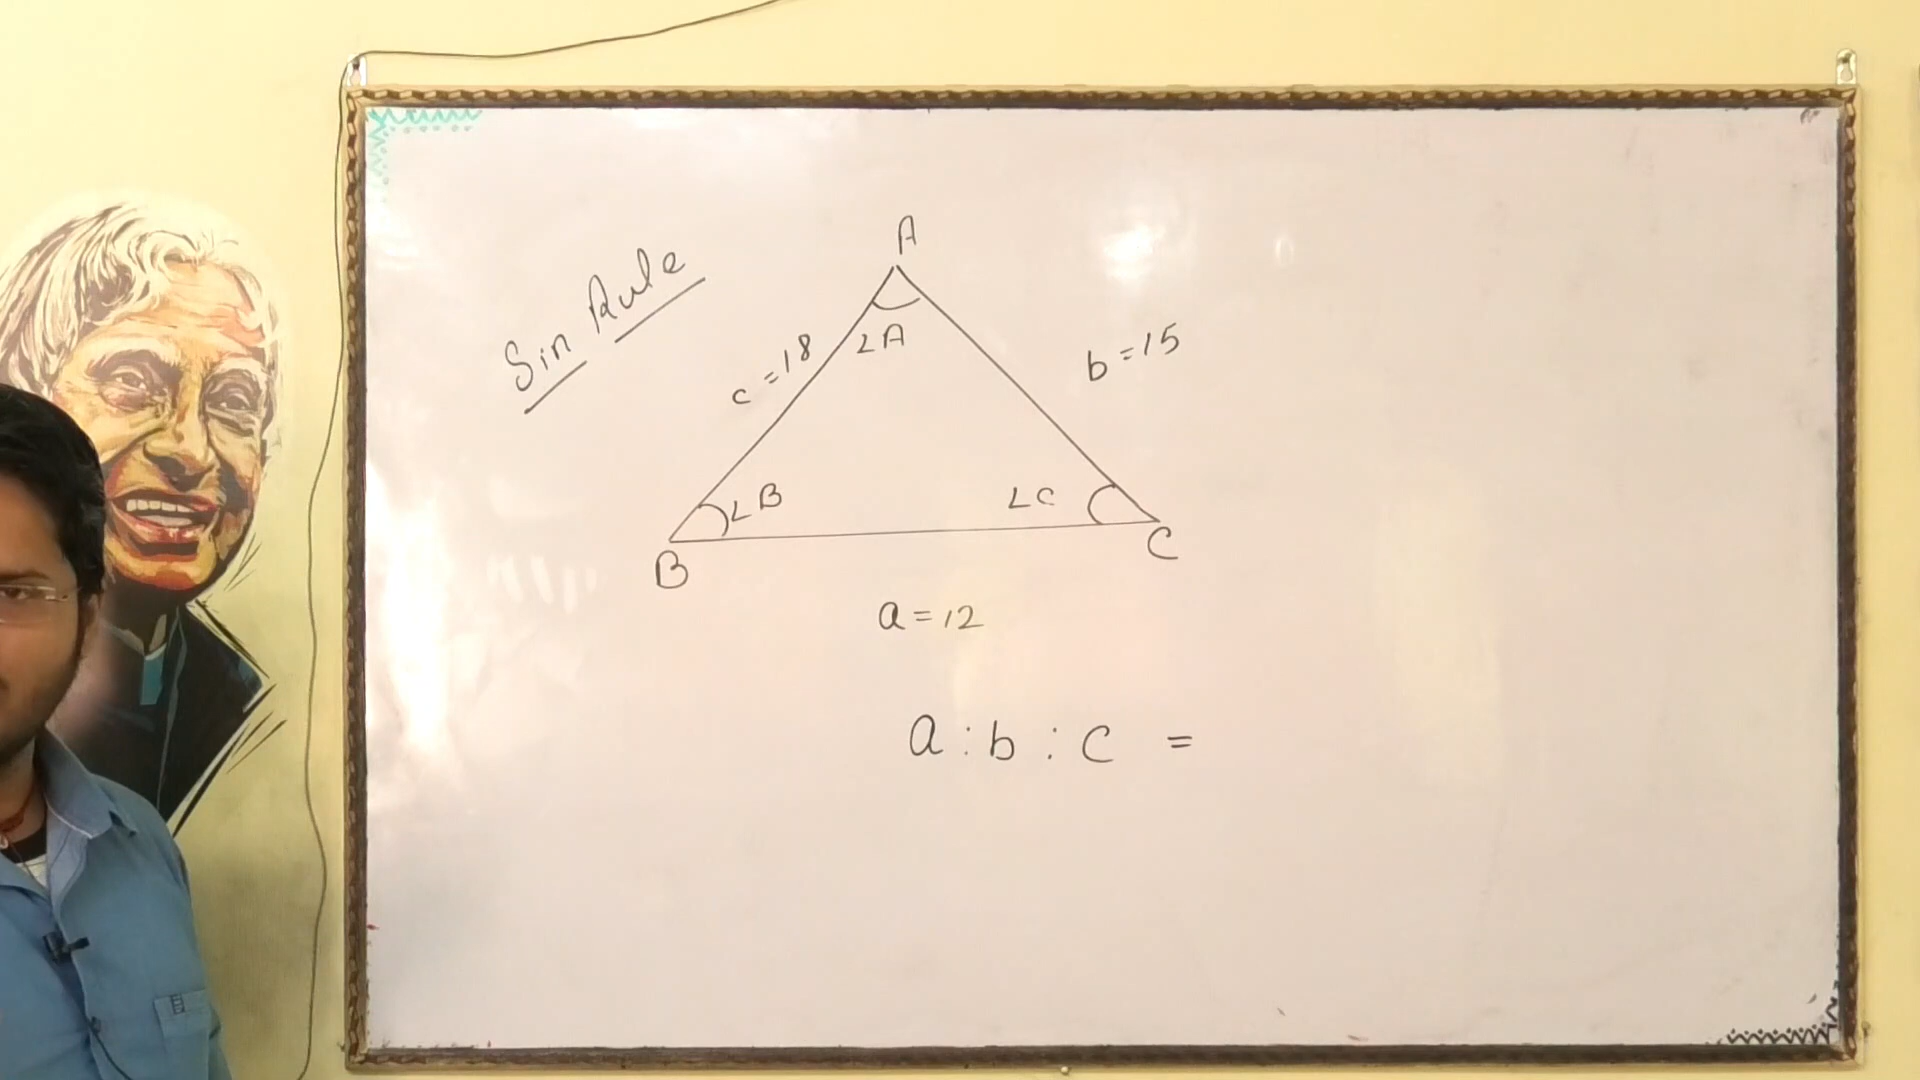 Sin Rule
A
∠A
c = 18
b = 15
∠B
∠C
B
C
a = 12
a : b : c =